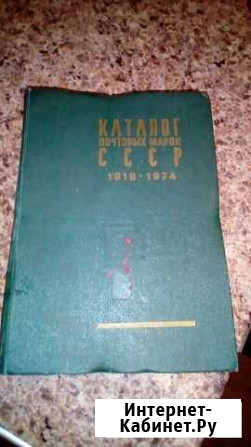 КАТАЛОГ
ПОЧТОВЫХ МАРОК
СССР
1918·1974
Интернет-
Кабинет.Ру